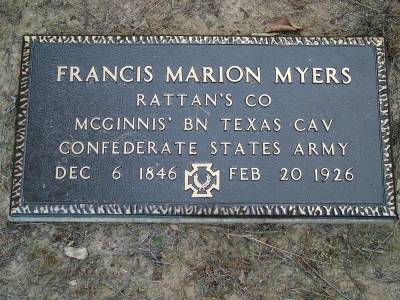 FRANCIS MARION MYERS
RATTAN'S CO
MCGINNIS' BN TEXAS CAV
CONFEDERATE STATES ARMY
DEC 6 1846 FEB 20 1926